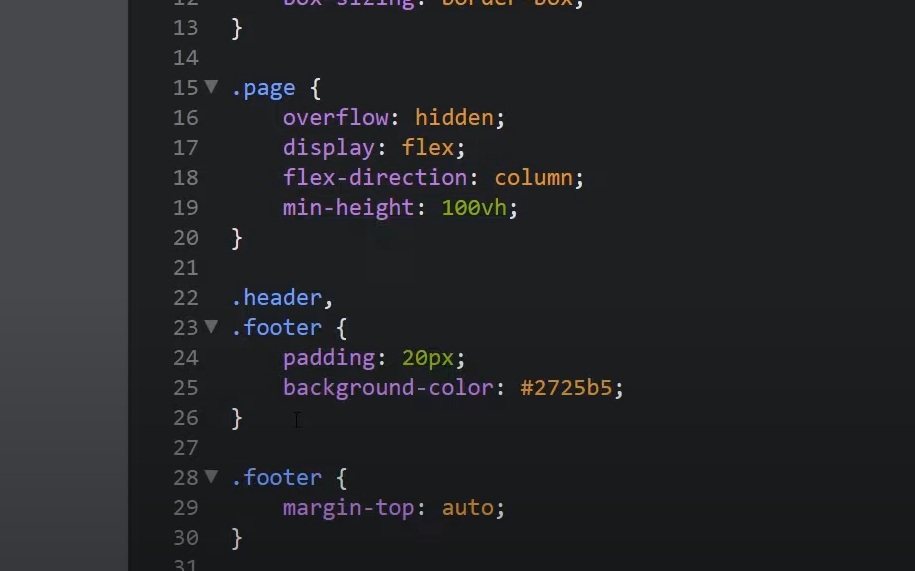 12 box-sizing: border-box;
13 }
14
15 .page {
16 overflow: hidden;
17 display: flex;
18 flex-direction: column;
19 min-height: 100vh;
20 }
21
22 .header,
23 .footer {
24 padding: 20px;
25 background-color: #2725b5;
26 }
27
28 .footer {
29 margin-top: auto;
30 }
31